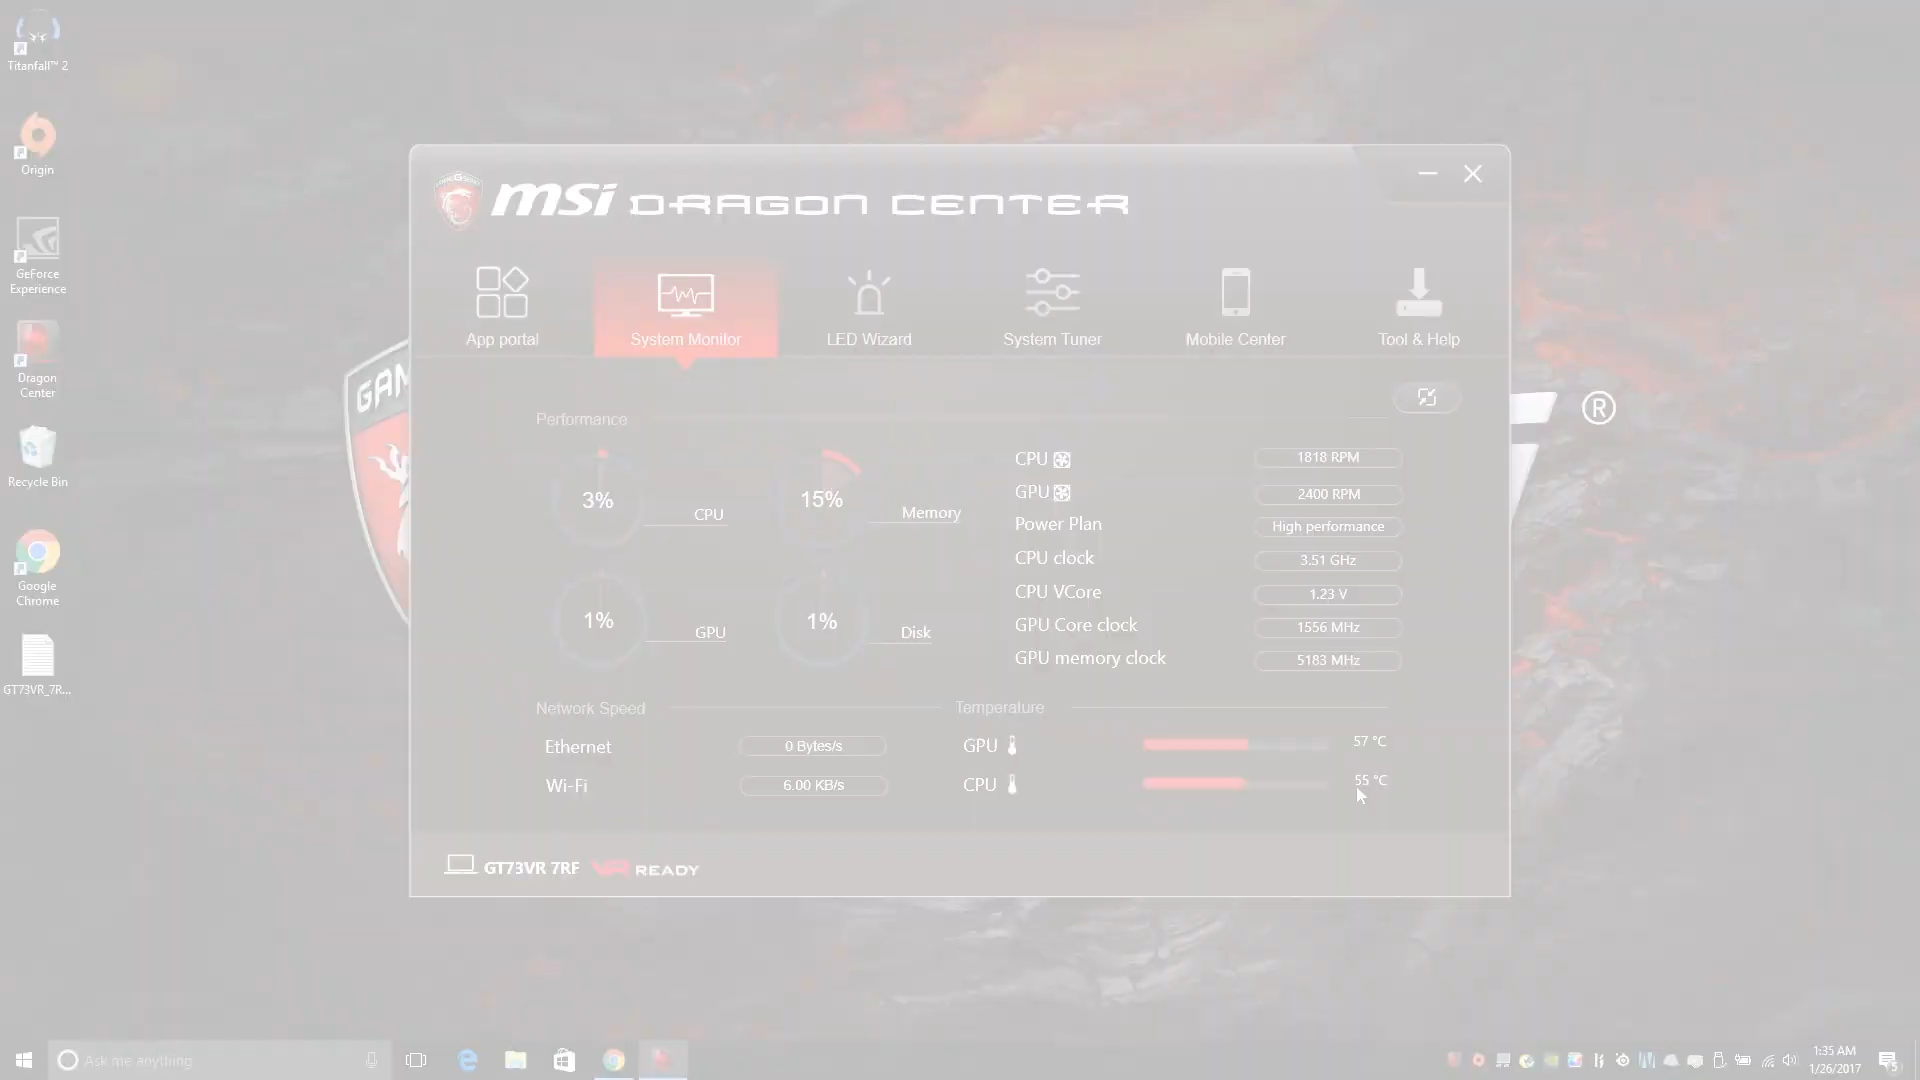 Titanfall™ 2
Origin
GeForce
Experience
Dragon
Center
Recycle Bin
Google
Chrome
GT73VR_7R...
GAM
®
msi DRAGON CENTER
App portal
System Monitor
LED Wizard
System Tuner
Mobile Center
Tool & Help
Performance
3%
CPU
15%
Memory
1%
GPU
1%
Disk
CPU 1818 RPM
GPU 2400 RPM
Power Plan High performance
CPU clock 3.51 GHz
CPU VCore 1.23 V
GPU Core clock 1556 MHz
GPU memory clock 5183 MHz
Network Speed
Ethernet 0 Bytes/s
Wi-Fi 6.00 KB/s
Temperature
GPU 57 °C
CPU 55 °C
GT73VR 7RF VR READY
Ask me anything
1:35 AM
1/26/2017
5